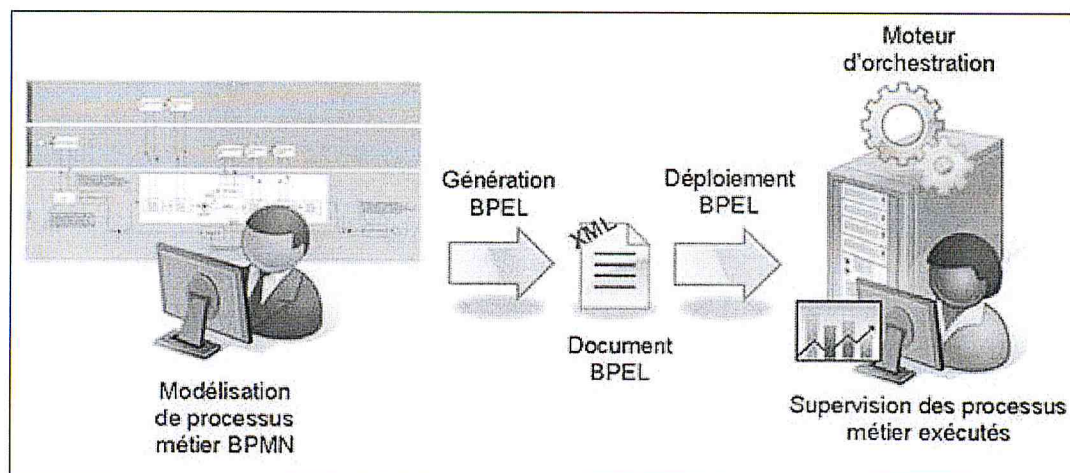 Moteur
d'orchestration
Génération
BPEL
Déploiement
BPEL
XML
Document
BPEL
Modélisation
de processus
métier BPMN
Supervision des processus
métier exécutés